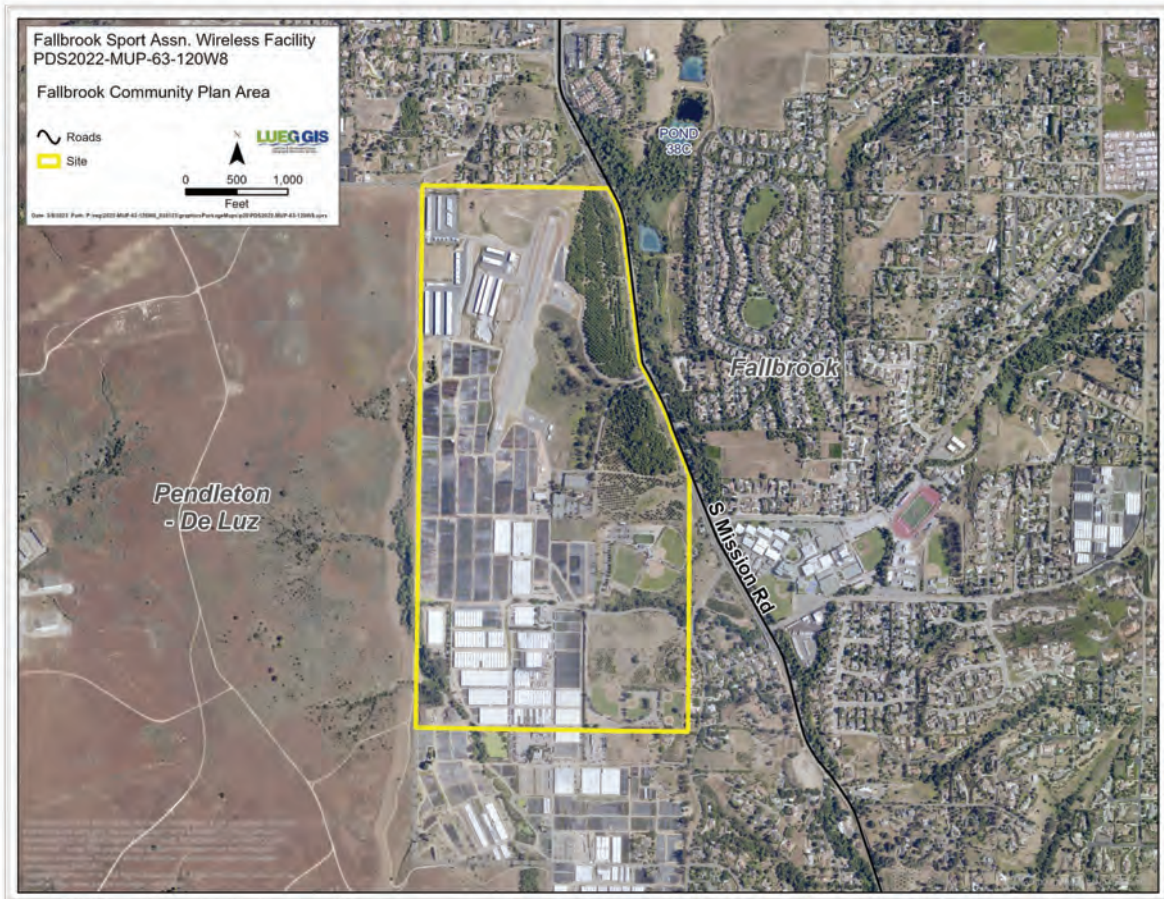 Fallbrook Sport Assn. Wireless Facility
PDS2022-MUP-63-120W8
Fallbrook Community Plan Area
Roads
Site
N
LUEG GIS
0 500 1,000
Feet
POND
38C
Fallbrook
Pendleton
- De Luz
S Mission Rd